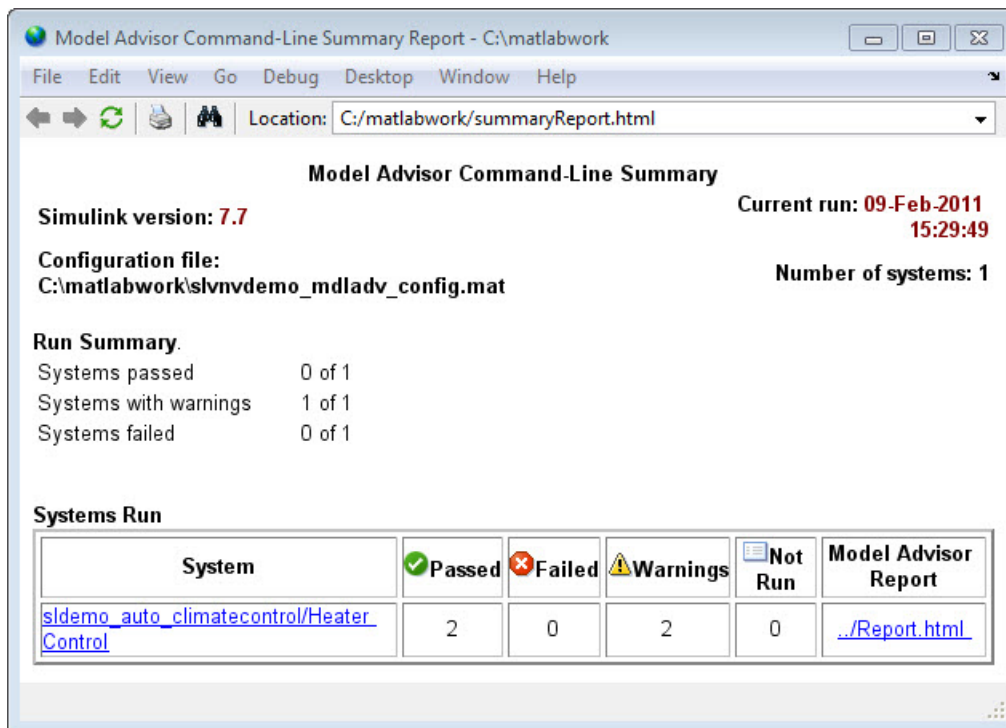 Model Advisor Command-Line Summary Report - C:\matlabwork
File Edit View Go Debug Desktop Window Help
Location: C:/matlabwork/summaryReport.html
Model Advisor Command-Line Summary
Simulink version: 7.7
Current run: 09-Feb-2011
15:29:49
Configuration file:
C:\matlabwork\slvnvdemo_mdladv_config.mat
Number of systems: 1
Run Summary.
Systems passed 0 of 1
Systems with warnings 1 of 1
Systems failed 0 of 1
Systems Run
System Passed Failed Warnings Not Run Model Advisor Report
sldemo_auto_climatecontrol/Heater
Control 2 0 2 0 ../Report.html